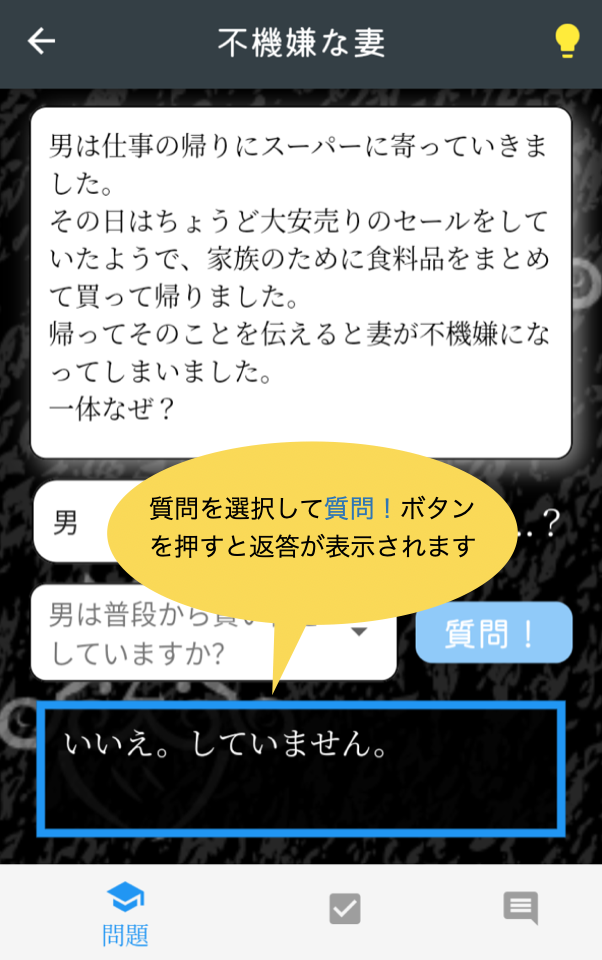 不機嫌な妻
男は仕事の帰りにスーパーに寄っていきま
した。
その日はちょうど大安売りのセールをして
いたようで、家族のために食料品をまとめ
て買って帰りました。
帰ってそのことを伝えると妻が不機嫌にな
ってしまいました。
一体なぜ？
質問を選択して質問！ボタン
を押すと返答が表示されます
男
...？
男は普段から買い
していますか?
質問！
いいえ。していません。
問題